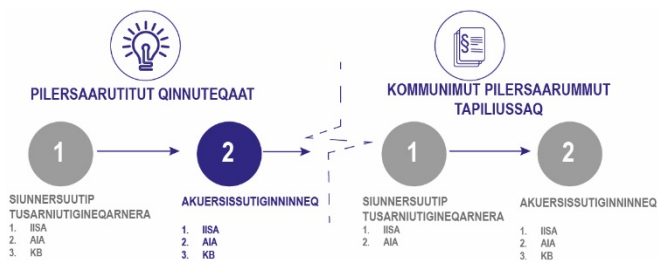 PILERSAARUTITUT QINNUTEQAAT
1
2
SIUNNERSUUTIP
TUSARNIUTIGINEQARNERA
1. IISA
2. AIA
3. KB
AKUERSISSUTIGINNINNEQ
1. IISA
2. AIA
3. KB
§
KOMMUNIMUT PILERSAARUMMUT
TAPILIUSSAQ
1
2
SIUNNERSUUTIP
TUSARNIUTIGINEQARNERA
1. IISA
2. AIA
AKUERSISSUTIGINNINNEQ
1. IISA
2. AIA
3. KB